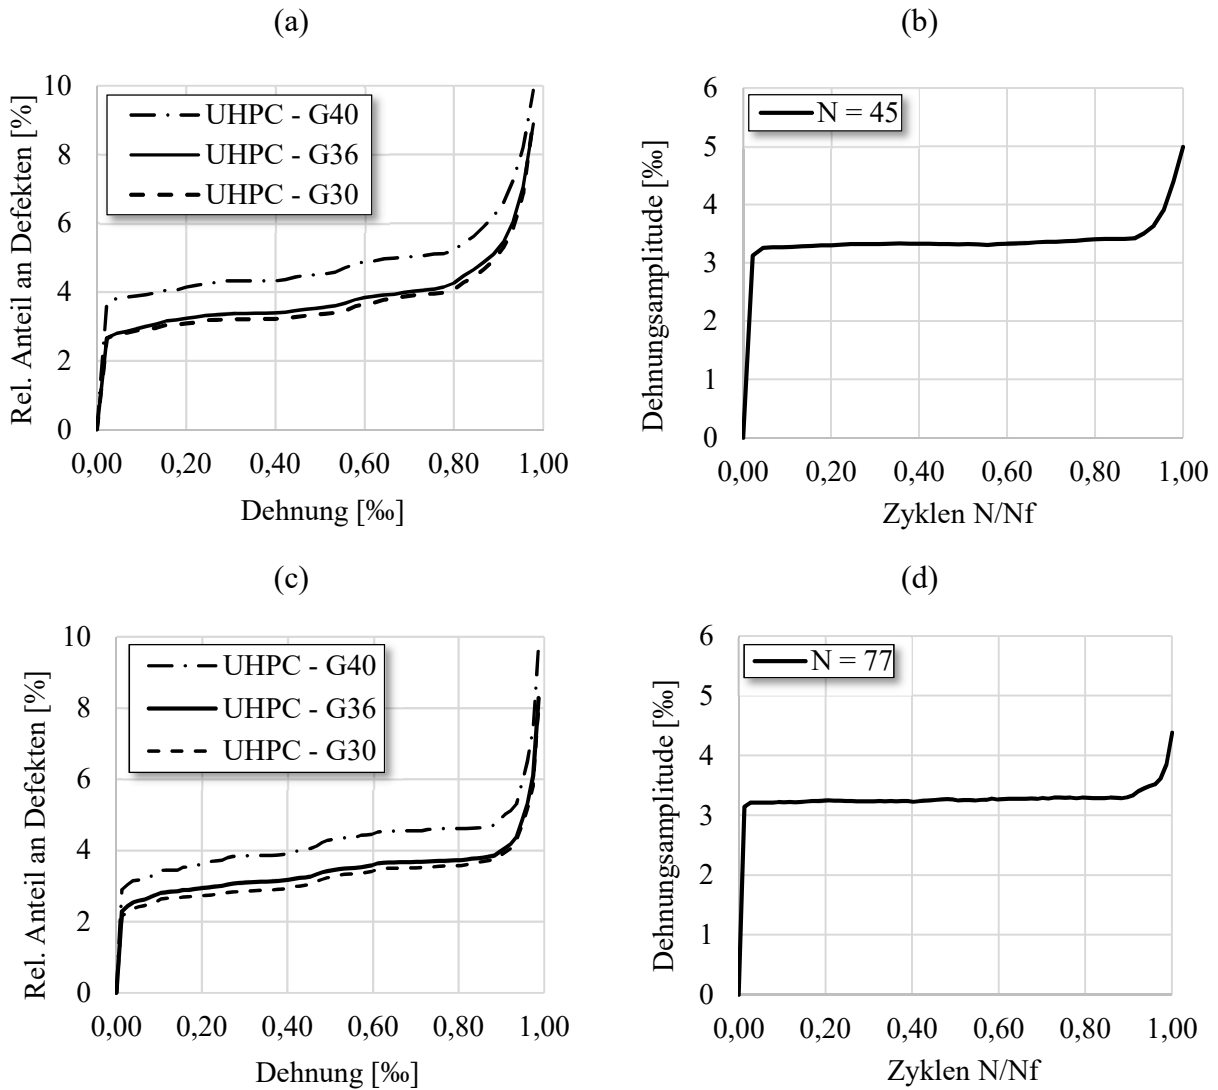 (a)
Rel. Anteil an Defekten [%]
10
8
6
4
2
0
UHPC - G40
UHPC - G36
UHPC - G30
0,00 0,20 0,40 0,60 0,80 1,00
Dehnung [‰]
(b)
Dehnungsamplitude [‰]
6
5
4
3
2
1
0
N = 45
0,00 0,20 0,40 0,60 0,80 1,00
Zyklen N/Nf
(c)
Rel. Anteil an Defekten [%]
10
8
6
4
2
0
UHPC - G40
UHPC - G36
UHPC - G30
0,00 0,20 0,40 0,60 0,80 1,00
Dehnung [‰]
(d)
Dehnungsamplitude [‰]
6
5
4
3
2
1
0
N = 77
0,00 0,20 0,40 0,60 0,80 1,00
Zyklen N/Nf